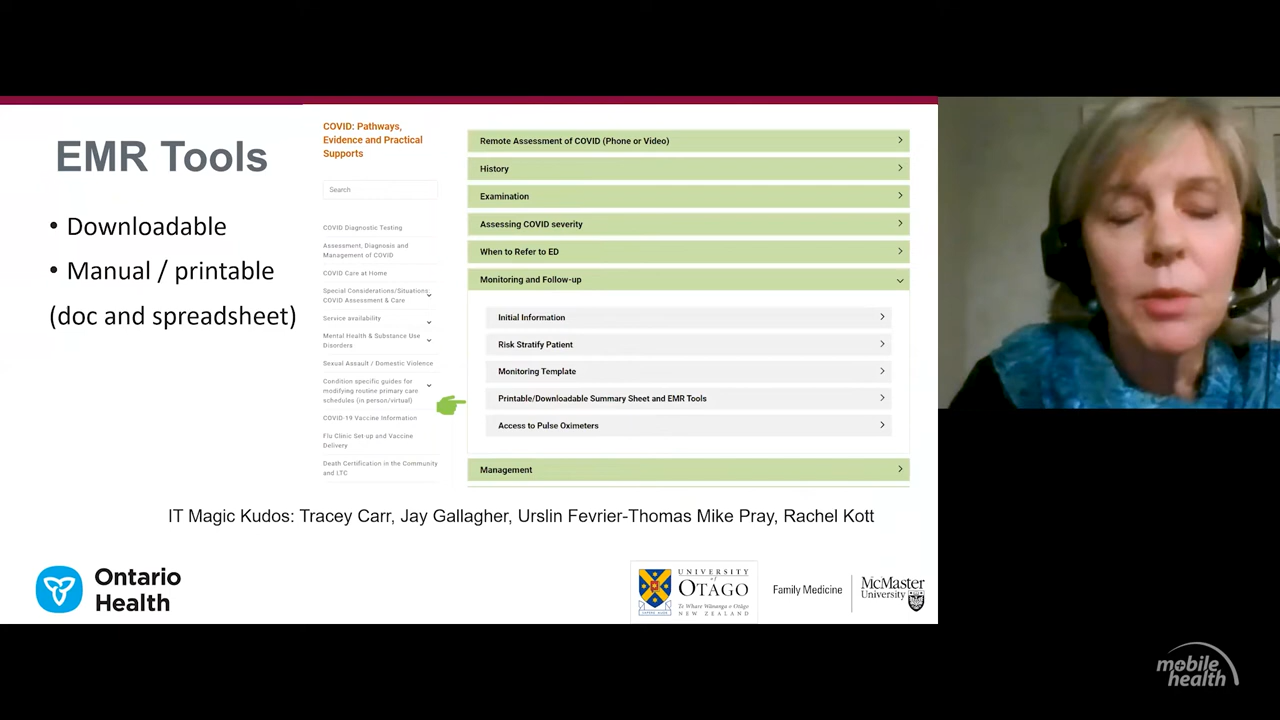 EMR Tools
• Downloadable
• Manual / printable
(doc and spreadsheet)
COVID: Pathways,
Evidence and Practical
Supports
Search
COVID Diagnostic Testing
Assessment, Diagnosis and
Management of COVID
COVID Care at Home
Special Considerations/Situations,
COVID Assessment & Care
Service availability
Mental Health & Substance Use
Disorders
Sexual Assault / Domestic Violence
Condition specific guides for
modifying routine primary care
schedules (in person/virtual)
COVID-19 Vaccine Information
Flu Clinic Set-up and Vaccine
Delivery
Death Certification in the Community
and LTC
Remote Assessment of COVID (Phone or Video)
History
Examination
Assessing COVID severity
When to Refer to ED
Monitoring and Follow-up
Initial Information
Risk Stratify Patient
Monitoring Template
Printable/Downloadable Summary Sheet and EMR Tools
Access to Pulse Oximeters
Management
IT Magic Kudos: Tracey Carr, Jay Gallagher, Urslin Fevrier-Thomas Mike Pray, Rachel Kott
Ontario
Health
UNIVERSITY
of
OTAGO
Te Whare Wānanga o Otāgo
NEW ZEALAND
Family Medicine
McMaster
University
mobile
health